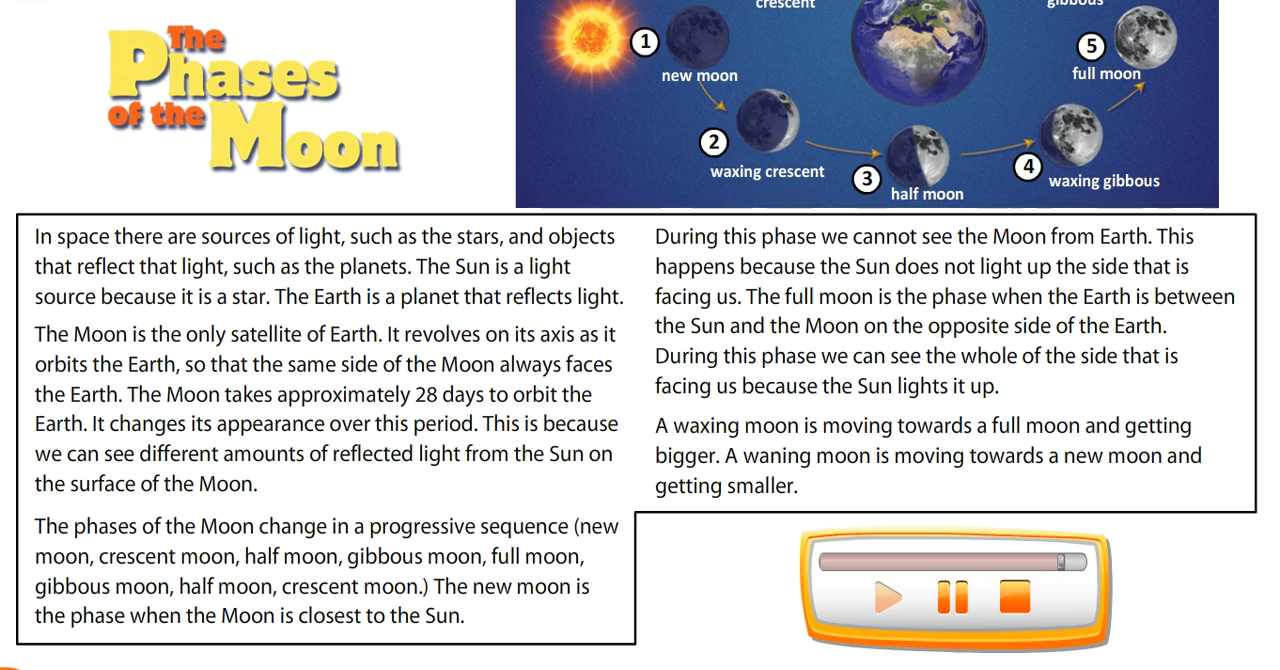 The
Phases
of the
Moon
crescent
gibbous
1
new moon
2
waxing crescent
3
half moon
4
waxing gibbous
5
full moon
In space there are sources of light, such as the stars, and objects
that reflect that light, such as the planets. The Sun is a light
source because it is a star. The Earth is a planet that reflects light.
The Moon is the only satellite of Earth. It revolves on its axis as it
orbits the Earth, so that the same side of the Moon always faces
the Earth. The Moon takes approximately 28 days to orbit the
Earth. It changes its appearance over this period. This is because
we can see different amounts of reflected light from the Sun on
the surface of the Moon.
The phases of the Moon change in a progressive sequence (new
moon, crescent moon, half moon, gibbous moon, full moon,
gibbous moon, half moon, crescent moon.) The new moon is
the phase when the Moon is closest to the Sun.
During this phase we cannot see the Moon from Earth. This
happens because the Sun does not light up the side that is
facing us. The full moon is the phase when the Earth is between
the Sun and the Moon on the opposite side of the Earth.
During this phase we can see the whole of the side that is
facing us because the Sun lights it up.
A waxing moon is moving towards a full moon and getting
bigger. A waning moon is moving towards a new moon and
getting smaller.